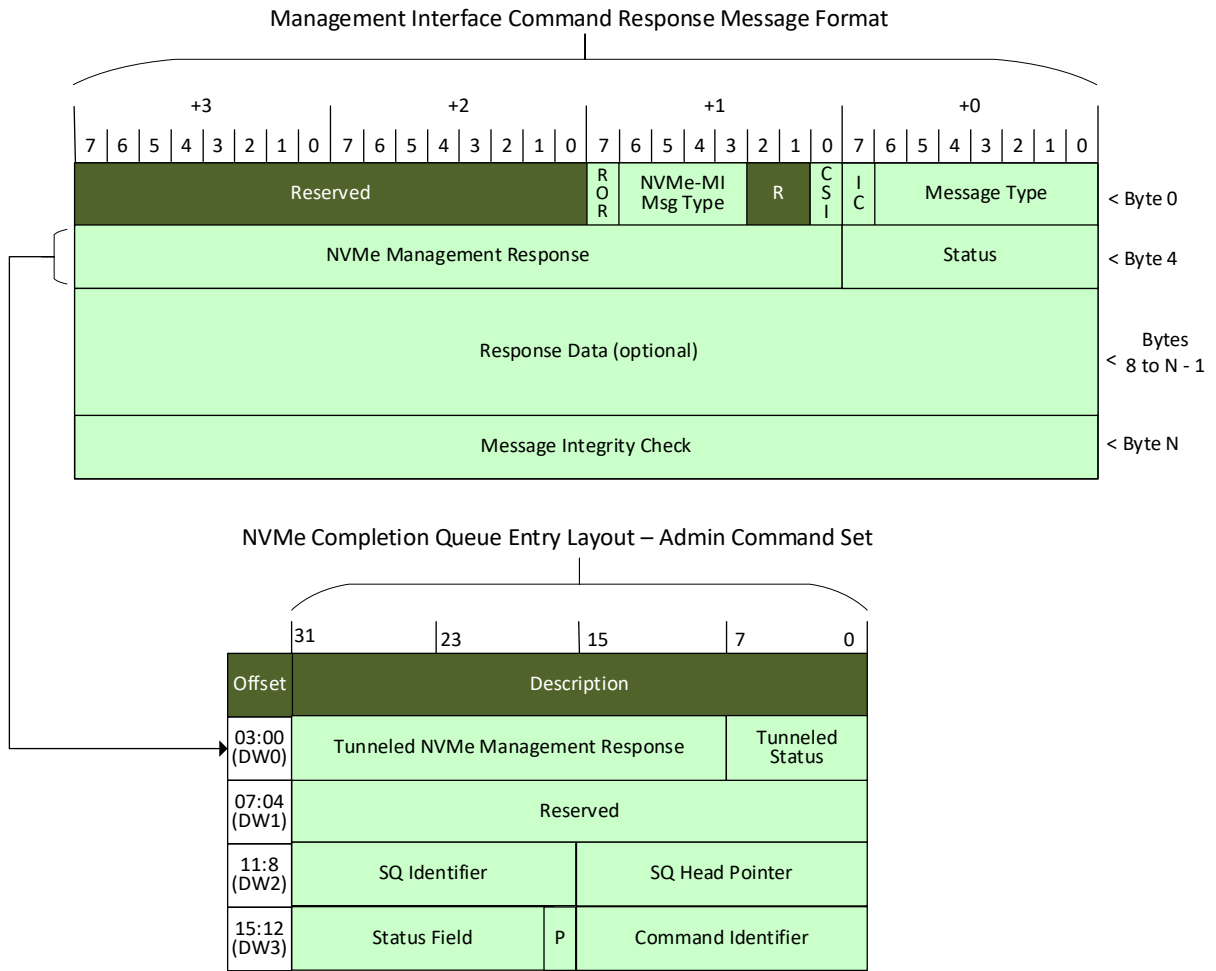 Management Interface Command Response Message Format
+3 +2 +1 +0
7 6 5 4 3 2 1 0 7 6 5 4 3 2 1 0 7 6 5 4 3 2 1 0 7 6 5 4 3 2 1 0
Reserved
R
O
R
NVMe-MI
Msg Type
R
C
S
I
I
C
Message Type
< Byte 0
NVMe Management Response
Status
< Byte 4
Response Data (optional)
Bytes
< 8 to N - 1
Message Integrity Check
< Byte N
NVMe Completion Queue Entry Layout – Admin Command Set
31 23 15 7 0
Offset
Description
03:00
(DW0)
Tunneled NVMe Management Response
Tunneled
Status
07:04
(DW1)
Reserved
11:8
(DW2)
SQ Identifier
SQ Head Pointer
15:12
(DW3)
Status Field
P
Command Identifier